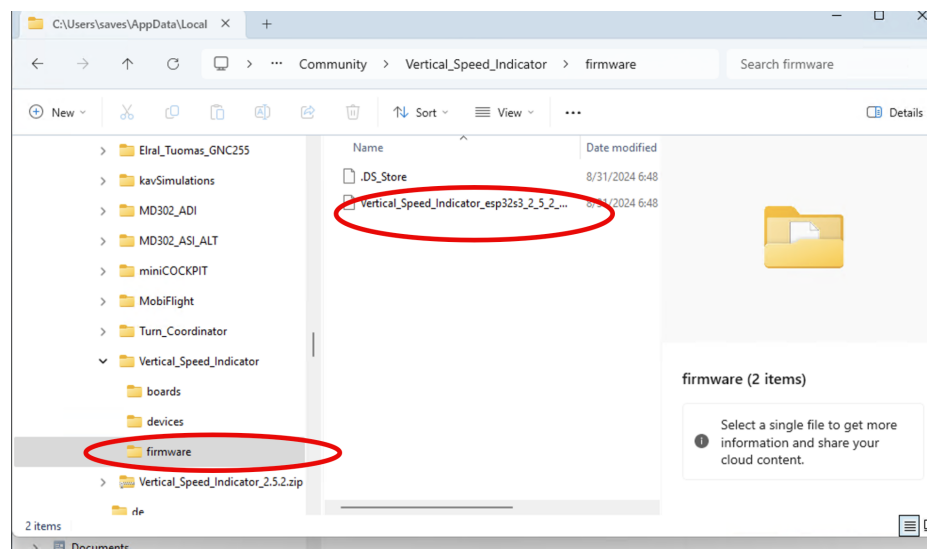 C:\Users\saves\AppData\Local
Community > Vertical_Speed_Indicator > firmware
Search firmware
New
Sort
View
Details
Elral_Tuomas_GNC255
kavSimulations
MD302_ADI
MD302_ASI_ALT
miniCOCKPIT
MobiFlight
Turn_Coordinator
Vertical_Speed_Indicator
boards
devices
firmware
Vertical_Speed_Indicator_2.5.2.zip
de
Name Date modified
.DS_Store 8/31/2024 6:48
Vertical_Speed_Indicator_esp32s3_2_5_2_... 8/31/2024 6:48
firmware (2 items)
Select a single file to get more
information and share your
cloud content.
2 items
Documents